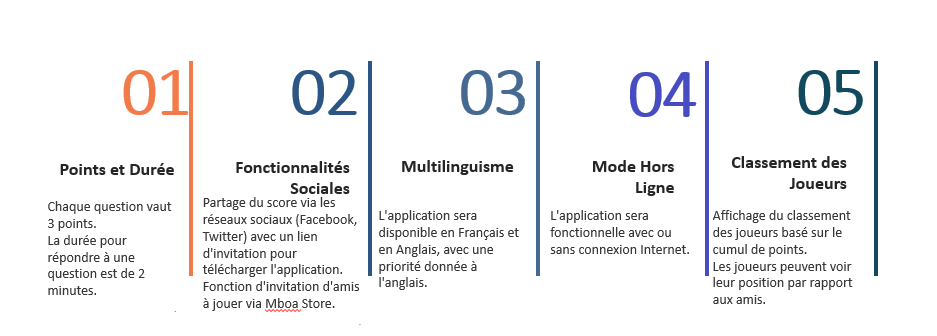 01
Points et Durée
Chaque question vaut
3 points.
La durée pour
répondre à une
question est de 2
minutes.
02
Fonctionnalités
Sociales
Partage du score via les
réseaux sociaux (Facebook,
Twitter) avec un lien
d'invitation pour
télécharger l'application.
Fonction d'invitation d'amis
à jouer via Mboa Store.
03
Multilinguisme
L'application sera
disponible en Français et
en Anglais, avec une
priorité donnée à
l'anglais.
04
Mode Hors
Ligne
L'application sera
fonctionnelle avec ou
sans connexion Internet.
05
Classement des
Joueurs
Affichage du classement
des joueurs basé sur le
cumul de points.
Les joueurs peuvent voir
leur position par rapport
aux amis.